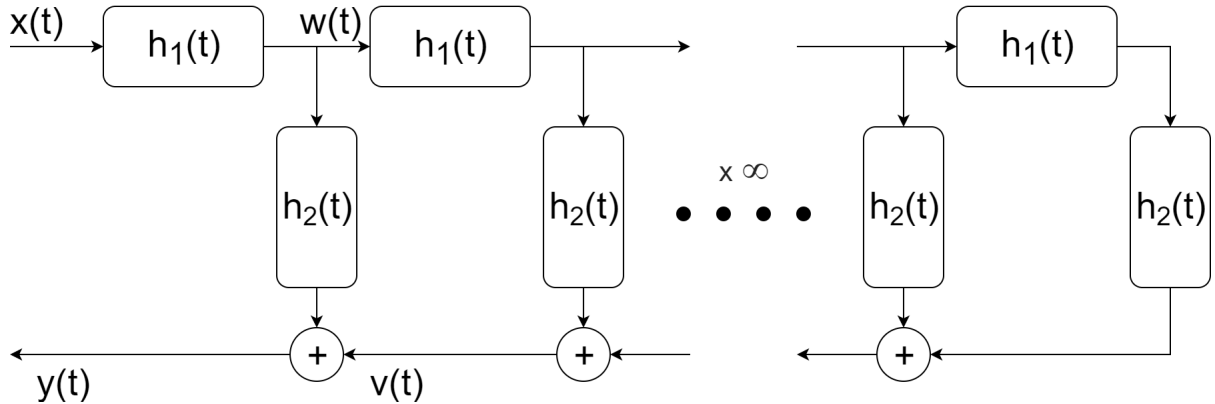 x(t) h₁(t) w(t) h₁(t) h₁(t)
x ∞
h₂(t) h₂(t) h₂(t) h₂(t)
+ + +
y(t) v(t)